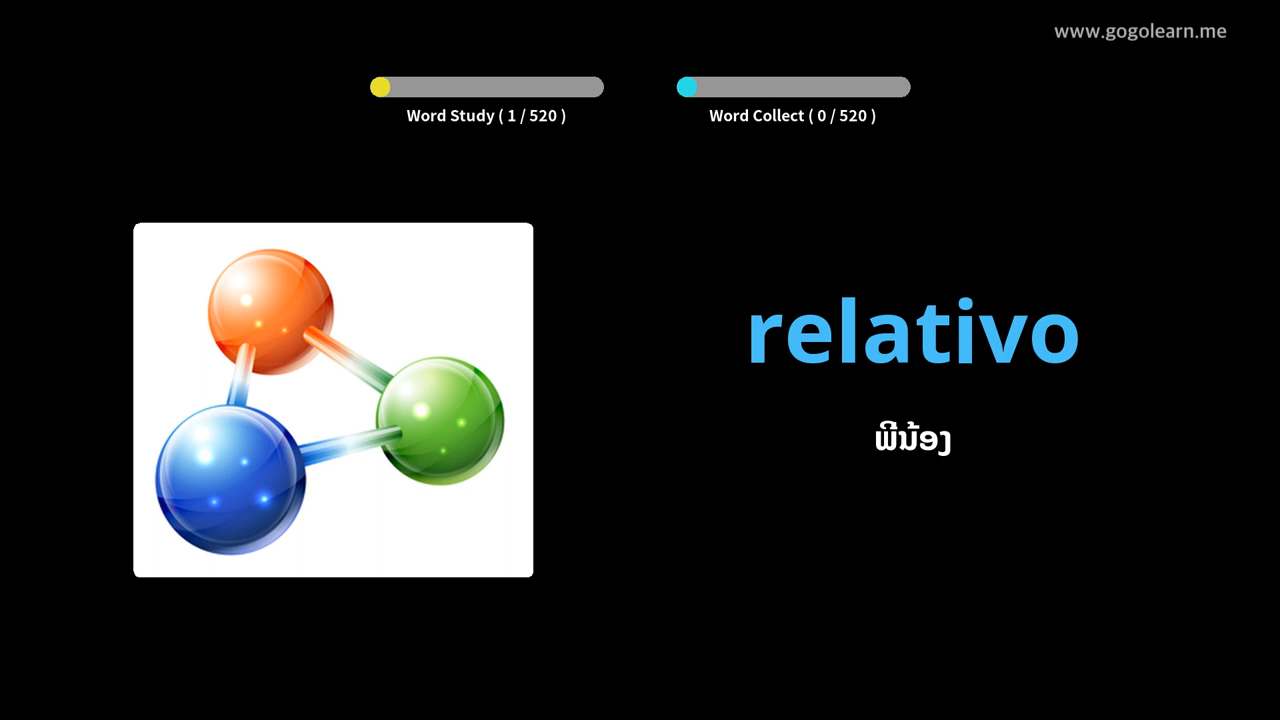 www.gogolearn.me
Word Study ( 1 / 520 )
Word Collect ( 0 / 520 )
relativo
ພີ່ນ້ອງ